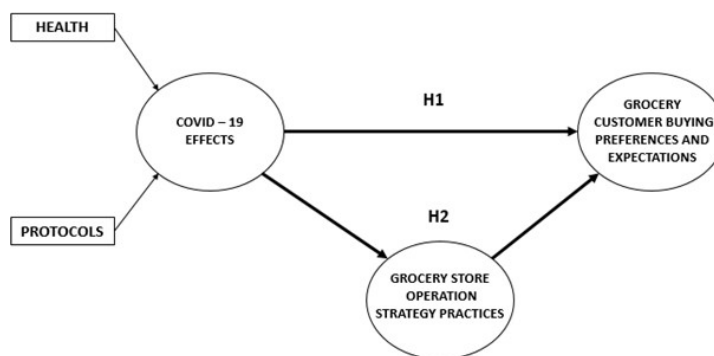 HEALTH
PROTOCOLS
COVID – 19
EFFECTS
H1
H2
GROCERY
CUSTOMER BUYING
PREFERENCES AND
EXPECTATIONS
GROCERY STORE
OPERATION
STRATEGY PRACTICES